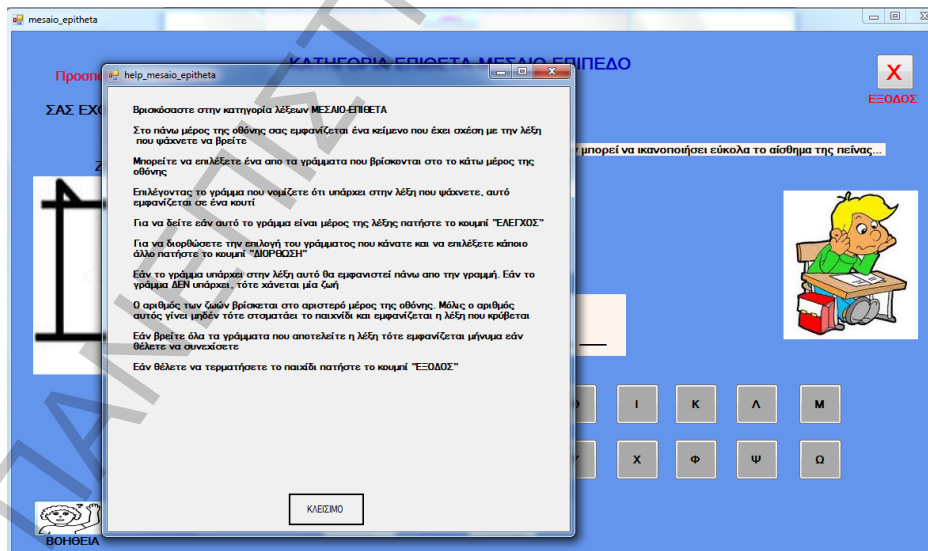 mesaio_epitheta
ΚΑΤΗΓΟΡΙΑ ΕΠΙΘΕΤΑ-ΜΕΣΑΙΟ ΕΠΙΠΕΔΟ
X
ΕΞΟΔΟΣ
ΣΑΣ
μπορεί να ικανοποιήσει εύκολα το αίσθημα της πείνας...
help_mesaio_epitheta
Βρισκόσαστε στην κατηγορία λέξεων ΜΕΣΑΙΟ-ΕΠΙΘΕΤΑ
Στο πάνω μέρος της οθόνης σας εμφανίζεται ένα κείμενο που έχει σχέση με την λέξη
που ψάχνετε να βρείτε
Μπορείτε να επιλέξετε ένα απο τα γράμματα που βρίσκονται στο το κάτω μέρος της
οθόνης
Επιλέγοντας το γράμμα που νομίζετε ότι υπάρχει στην λέξη που ψάχνετε, αυτό
εμφανίζεται σε ένα κουτί
Για να δείτε εάν αυτό το γράμμα είναι μέρος της λέξης πατήστε το κουμπί "ΕΛΕΓΧΟΣ"
Για να διορθώσετε την επιλογή του γράμματος που κάνατε και να επιλέξετε κάποιο
άλλο πατήστε το κουμπί "ΔΙΟΡΘΩΣΗ"
Εάν το γράμμα υπάρχει στην λέξη αυτό θα εμφανιστεί πάνω απο την γραμμή. Εάν το
γράμμα ΔΕΝ υπάρχει, τότε χάνεται μία ζωή
Ο αριθμός των ζωών βρίσκεται στο αριστερό μέρος της οθόνης. Μόλις ο αριθμός
αυτός γίνει μηδέν τότε σταματάει το παιχνίδι και εμφανίζεται η λέξη που κρύβεται
Εάν βρείτε όλα τα γράμματα που αποτελείτε η λέξη τότε εμφανίζεται μήνυμα εάν
θέλετε να συνεχίσετε
Εάν θέλετε να τερματήσετε το παιχίδι πατήστε το κουμπί "ΕΞΟΔΟΣ"
ΚΛΕΙΣΙΜΟ
Ι Κ Λ Μ
Χ Φ Ψ Ω
ΒΟΗΘΕΙΑ